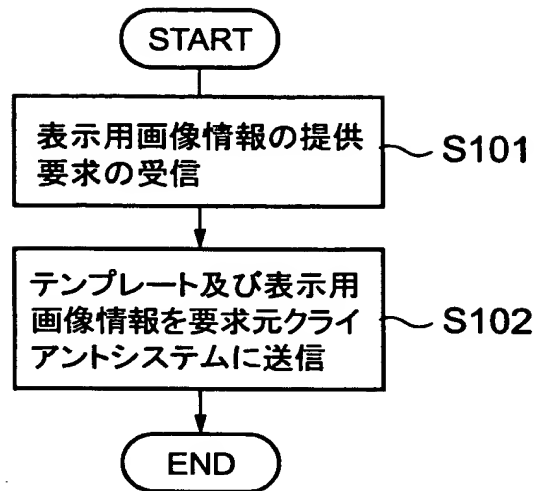 START
表示用画像情報の提供
要求の受信
S101
テンプレート及び表示用
画像情報を要求元クライ
アントシステムに送信
S102
END